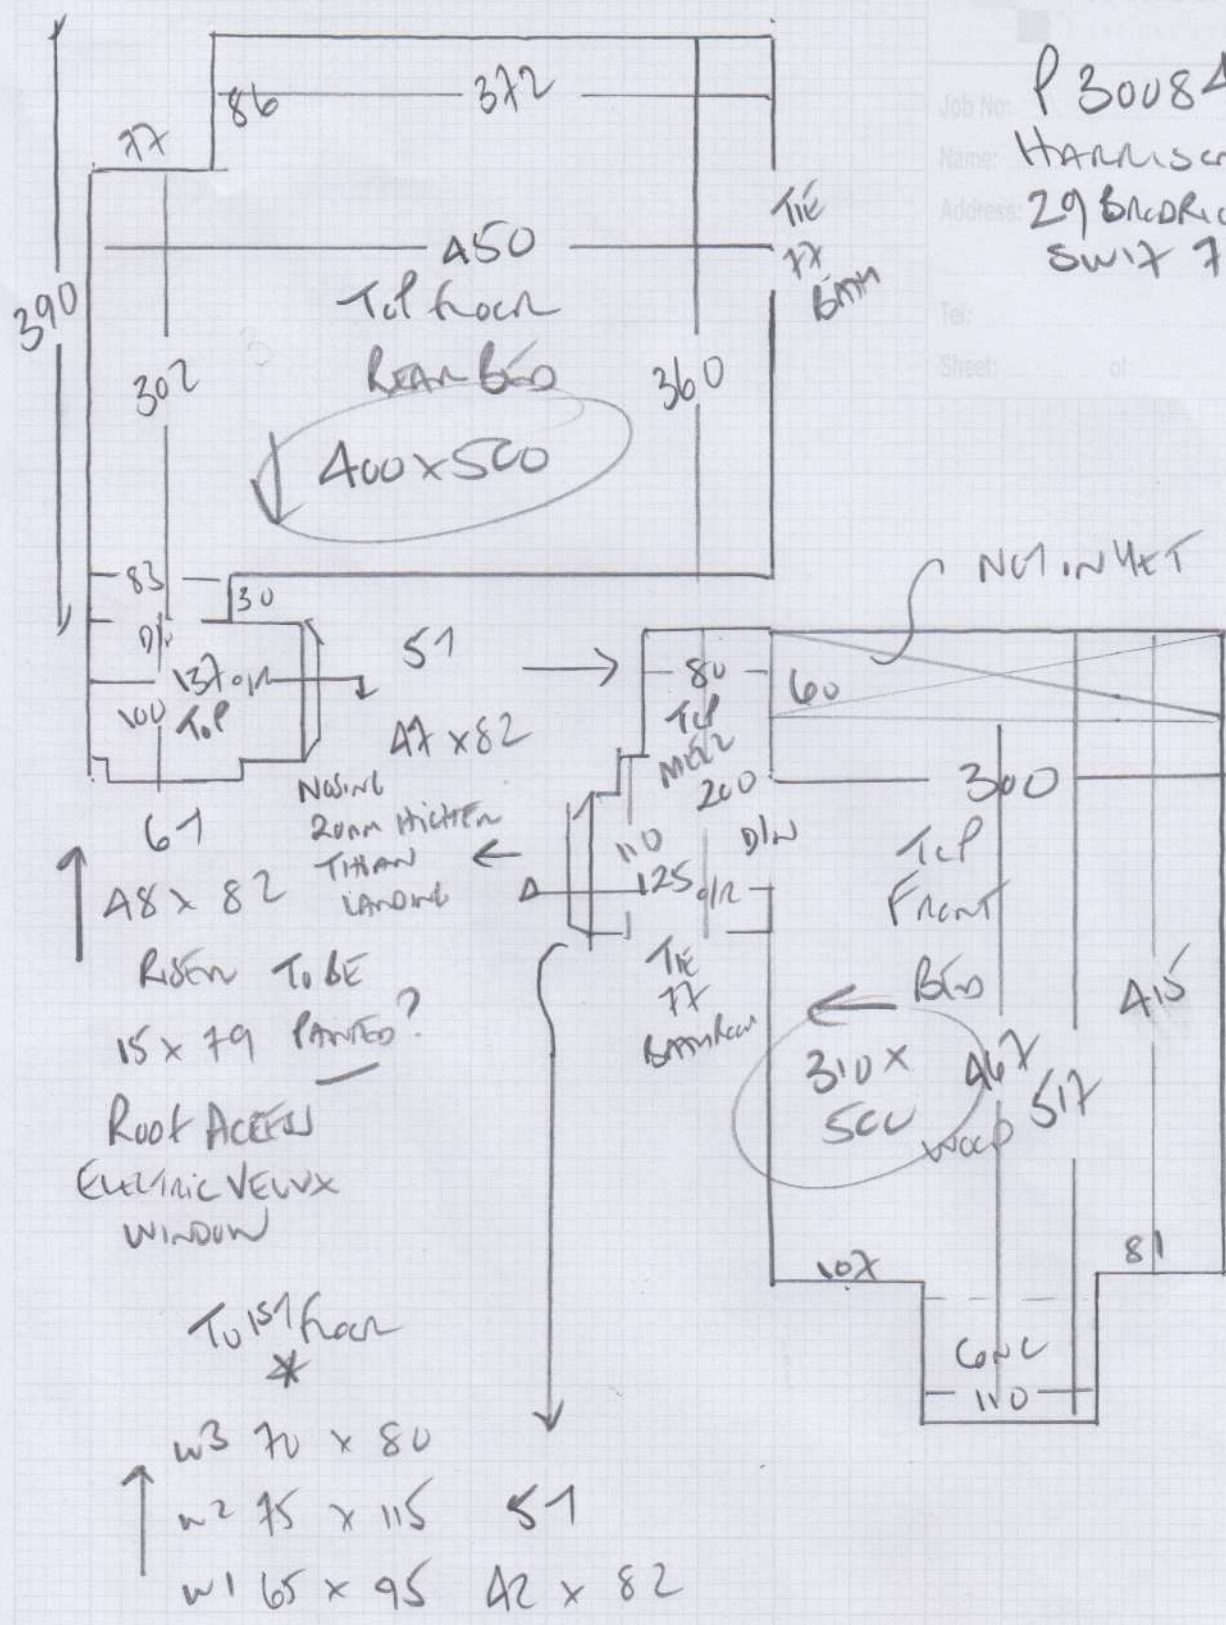 Job No: P 30084
Name: HARRISON
Address: 29 BRODRIC
SW17 7
Tel:
Sheet: of:
372
86
77
450
TOP FLOOR
REAR BED
TIE
77
BATH
390
302
360
400 x 500
83
30
D/W
137 O/R
100 TOP
61
51
47 x 82
NOSING
20MM HIGHER
THAN
LANDING
48 x 82
RISER TO BE
15 x 79 PAINTED?
ROOF ACCESS
ELECTRIC VELUX
WINDOW
NOT IN YET
80
TOP
200
60
110
125 O/R
D/W
TIE
77
BATHROOM
300
TOP
FRONT
BED
310 x
500
467
517
WOOD
415
107
81
CONC
110
TO 1ST FLOOR
*
W3 70 x 80
W2 75 x 115 51
W1 65 x 95 42 x 82